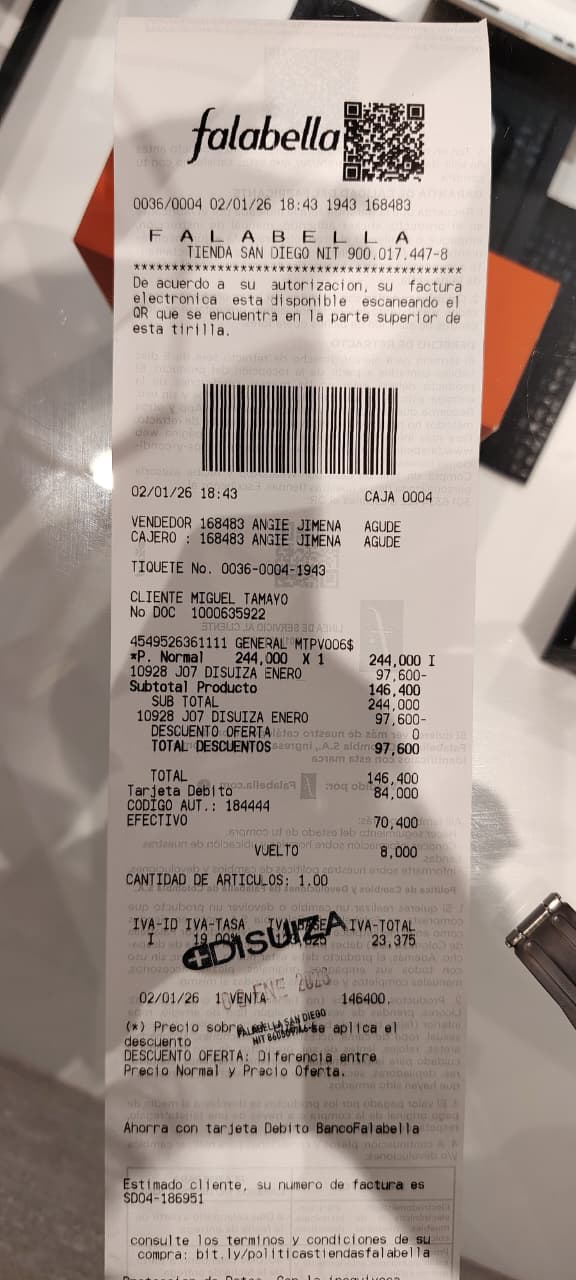 falabella
0036/0004 02/01/26 18:43 1943 168483
F A L A B E L L A
TIENDA SAN DIEGO NIT 900.017.447-8
*************************************************
De acuerdo a su autorizacion, su factura
electronica esta disponible escaneando el
QR que se encuentra en la parte superior de
esta tirilla.
02/01/26 18:43 CAJA 0004
VENDEDOR 168483 ANGIE JIMENA AGUDE
CAJERO : 168483 ANGIE JIMENA AGUDE
TIQUETE No. 0036-0004-1943
CLIENTE MIGUEL TAMAYO
No DOC 1000635922
4549526361111 GENERAL MTPV006$
*P. Normal 244,000 X 1 244,000 I
10928 J07 DISUIZA ENERO 97,600-
Subtotal Producto 146,400
SUB TOTAL 244,000
10928 J07 DISUIZA ENERO 97,600-
DESCUENTO OFERTA 0
TOTAL DESCUENTOS 97,600
TOTAL 146,400
Tarjeta Debito 84,000
CODIGO AUT.: 184444
EFECTIVO 70,400
VUELTO 8,000
CANTIDAD DE ARTICULOS: 1.00
IVA-ID IVA-TASA IVA-BASE IVA-TOTAL
I 19.00% 23,375
DISUIZA
ENE
02/01/26 1 VENTA 146400.
FALABELLA SAN DIEGO
NIT
(*) Precio sobre se aplica el
descuento
DESCUENTO OFERTA: Diferencia entre
Precio Normal y Precio Oferta.
Ahorra con tarjeta Debito BancoFalabella
Estimado cliente, su numero de factura es
SD04-186951
consulte los terminos y condiciones de su
compra: bit.ly/politicastiendasfalabella